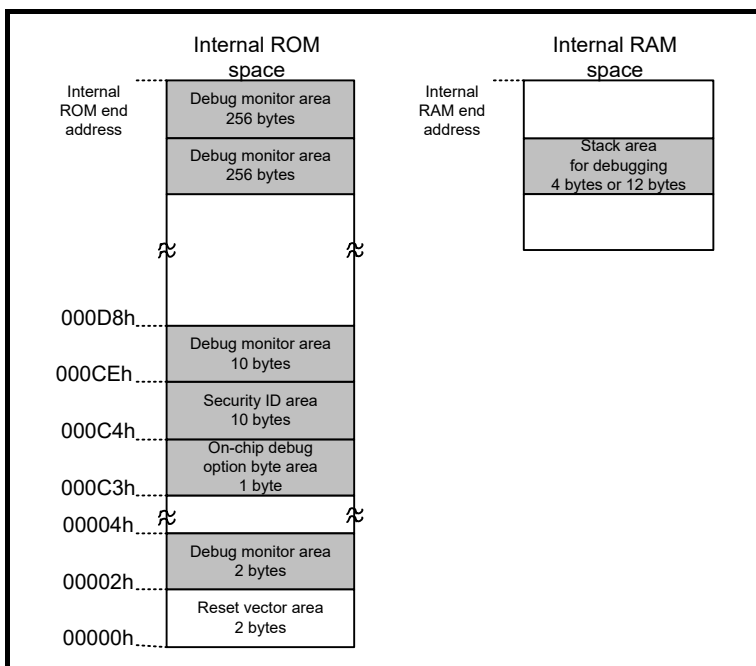 Internal ROM
space
Internal
ROM end
address
Debug monitor area
256 bytes
Debug monitor area
256 bytes
000D8h
Debug monitor area
10 bytes
000CEh
Security ID area
10 bytes
000C4h
On-chip debug
option byte area
1 byte
000C3h
00004h
Debug monitor area
2 bytes
00002h
Reset vector area
2 bytes
00000h
Internal RAM
space
Internal
RAM end
address
Stack area
for debugging
4 bytes or 12 bytes